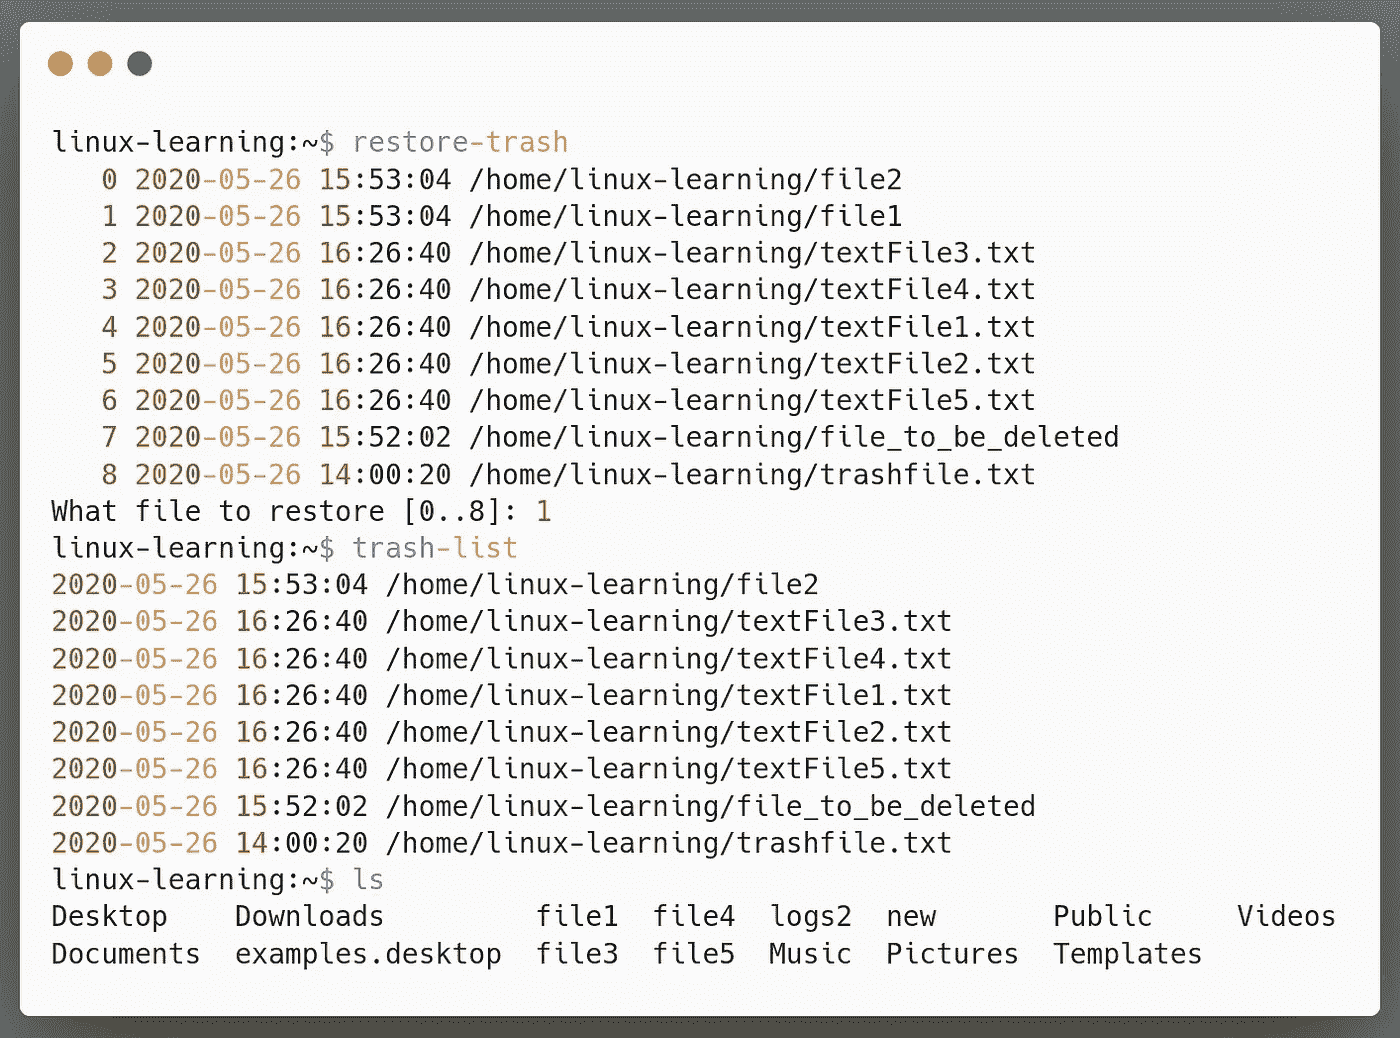 linux-learning:~$ restore-trash
   0 2020-05-26 15:53:04 /home/linux-learning/file2
   1 2020-05-26 15:53:04 /home/linux-learning/file1
   2 2020-05-26 16:26:40 /home/linux-learning/textFile3.txt
   3 2020-05-26 16:26:40 /home/linux-learning/textFile4.txt
   4 2020-05-26 16:26:40 /home/linux-learning/textFile1.txt
   5 2020-05-26 16:26:40 /home/linux-learning/textFile2.txt
   6 2020-05-26 16:26:40 /home/linux-learning/textFile5.txt
   7 2020-05-26 15:52:02 /home/linux-learning/file_to_be_deleted
   8 2020-05-26 14:00:20 /home/linux-learning/trashfile.txt
What file to restore [0..8]: 1
linux-learning:~$ trash-list
2020-05-26 15:53:04 /home/linux-learning/file2
2020-05-26 16:26:40 /home/linux-learning/textFile3.txt
2020-05-26 16:26:40 /home/linux-learning/textFile4.txt
2020-05-26 16:26:40 /home/linux-learning/textFile1.txt
2020-05-26 16:26:40 /home/linux-learning/textFile2.txt
2020-05-26 16:26:40 /home/linux-learning/textFile5.txt
2020-05-26 15:52:02 /home/linux-learning/file_to_be_deleted
2020-05-26 14:00:20 /home/linux-learning/trashfile.txt
linux-learning:~$ ls
Desktop    Downloads         file1  file4  logs2  new       Public     Videos
Documents  examples.desktop  file3  file5  Music  Pictures  Templates